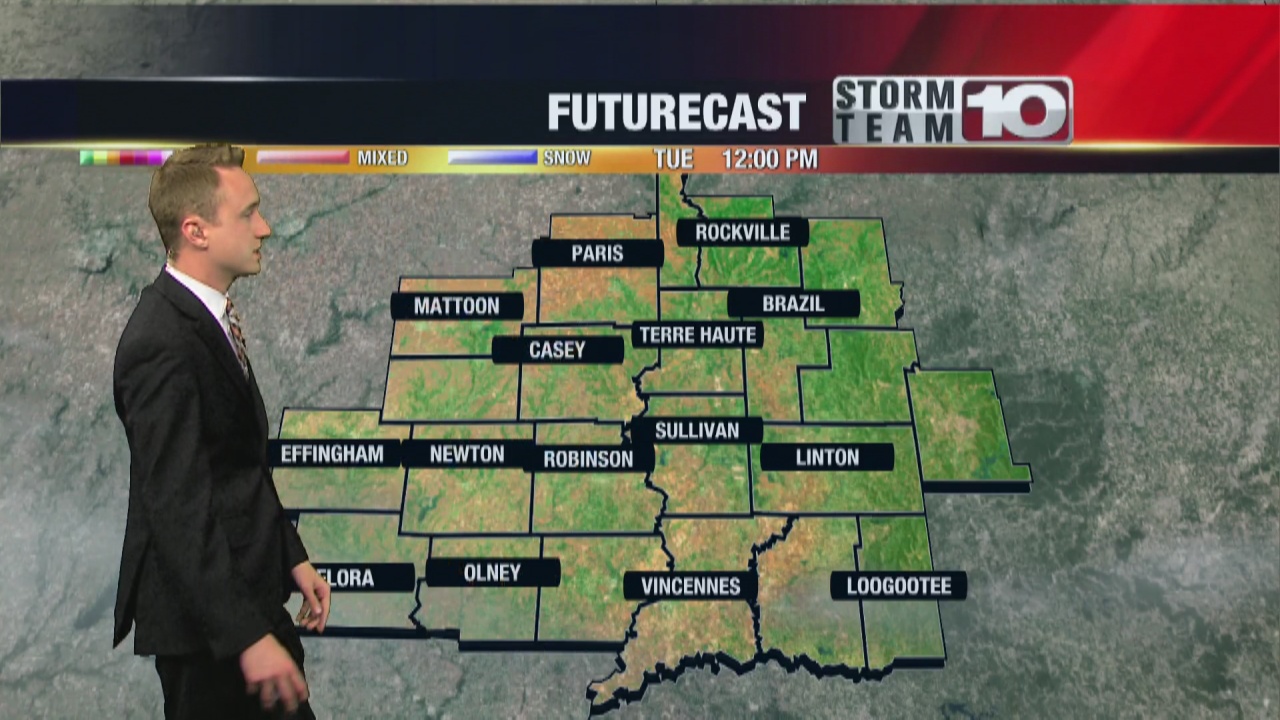 FUTURECAST
STORM
TEAM
10
MIXED
SNOW
TUE 12:00 PM
ROCKVILLE
PARIS
MATTOON
BRAZIL
TERRE HAUTE
CASEY
SULLIVAN
EFFINGHAM
NEWTON
ROBINSON
LINTON
FLORA
OLNEY
VINCENNES
LOOGOOTEE